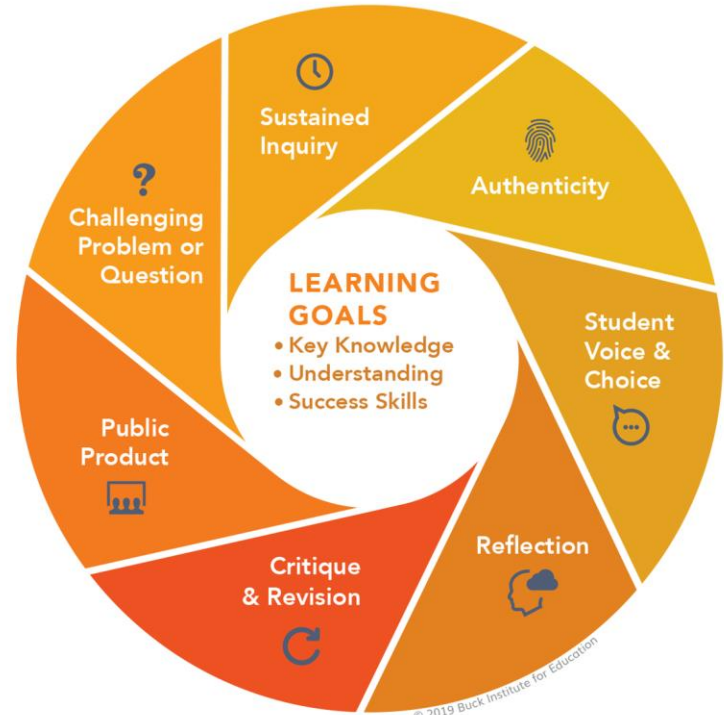 Sustained
Inquiry
Authenticity
?
Challenging
Problem or
Question
LEARNING
GOALS
• Key Knowledge
• Understanding
• Success Skills
Student
Voice &
Choice
Public
Product
Reflection
Critique
& Revision
© 2019 Buck Institute for Education